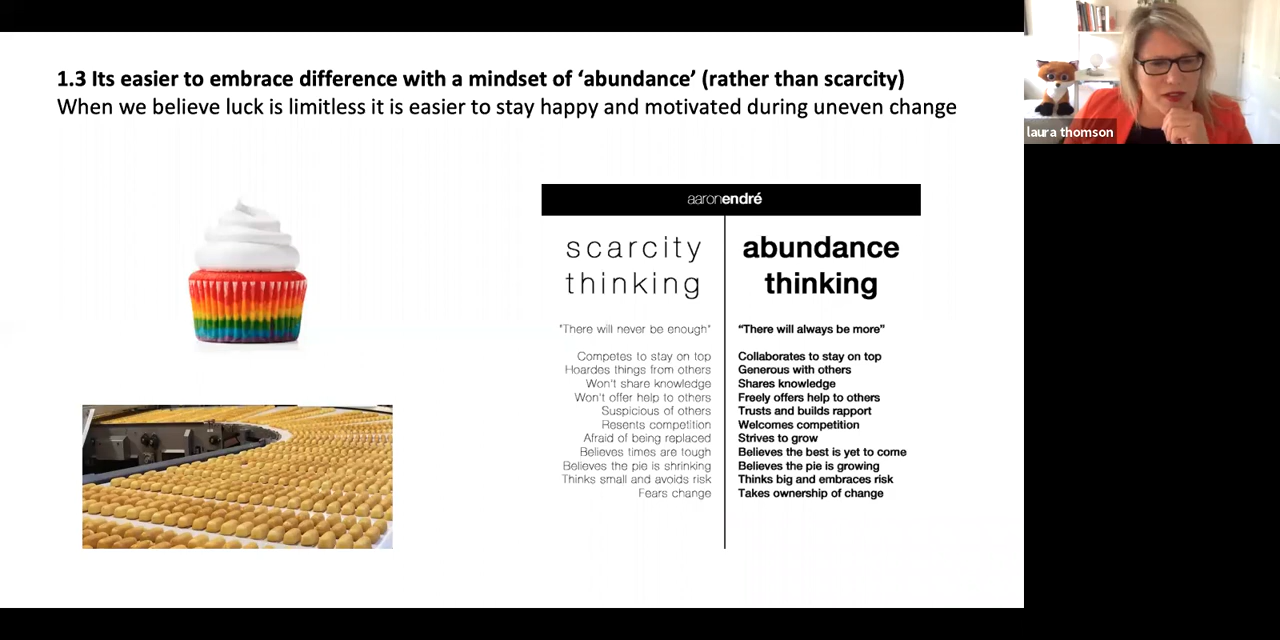 1.3 Its easier to embrace difference with a mindset of ‘abundance’ (rather than scarcity)
When we believe luck is limitless it is easier to stay happy and motivated during uneven change
laura thomson
aaronendré
scarcity
thinking
"There will never be enough"
Competes to stay on top
Hoardes things from others
Won't share knowledge
Won't offer help to others
Suspicious of others
Resents competition
Afraid of being replaced
Believes times are tough
Believes the pie is shrinking
Thinks small and avoids risk
Fears change
abundance
thinking
"There will always be more"
Collaborates to stay on top
Generous with others
Shares knowledge
Freely offers help to others
Trusts and builds rapport
Welcomes competition
Strives to grow
Believes the best is yet to come
Believes the pie is growing
Thinks big and embraces risk
Takes ownership of change